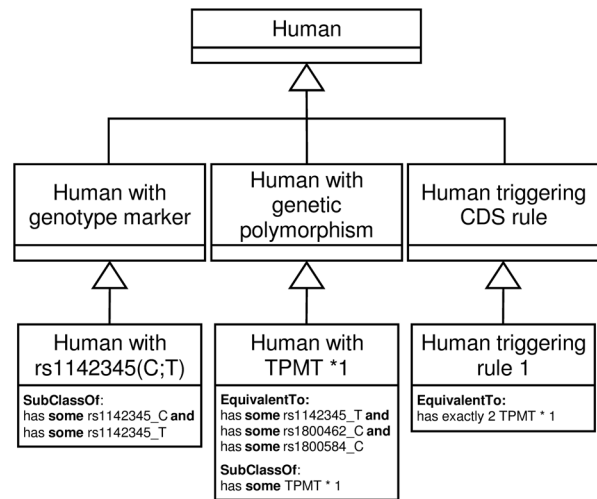 Human
Human with
genotype marker
Human with
genetic
polymorphism
Human triggering
CDS rule
Human with
rs1142345(C;T)
SubClassOf:
has some rs1142345_C and
has some rs1142345_T
Human with
TPMT *1
EquivalentTo:
has some rs1142345_T and
has some rs1800462_C and
has some rs1800584_C
SubClassOf:
has some TPMT * 1
Human triggering
rule 1
EquivalentTo:
has exactly 2 TPMT * 1